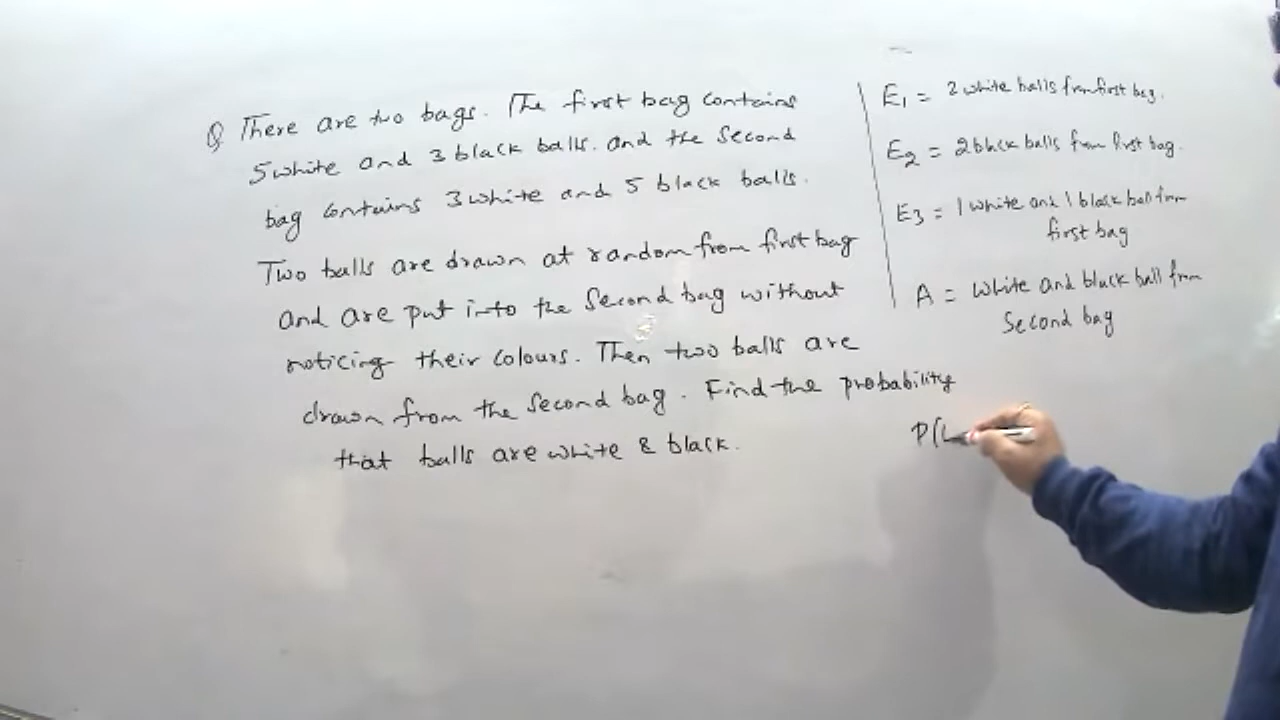 Q There are two bags. The first bag contains
5 white and 3 black balls. and the second
bag contains 3 white and 5 black balls.
Two balls are drawn at random from first bag
and are put into the second bag without
noticing their colours. Then two balls are
drawn from the second bag. Find the probability
that balls are white & black.
E1 = 2 white balls from first bag.
E2 = 2 black balls from first bag.
E3 = 1 white and 1 black ball from
first bag
A = White and black ball from
Second bag
P(